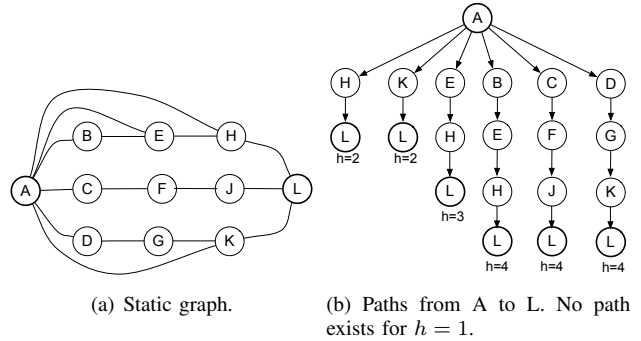 A
B
E
H
C
F
J
L
D
G
K
(a) Static graph.
A
H
K
E
B
C
D
L
L
H
E
F
G
h=2
h=2
L
H
J
K
h=3
L
L
L
h=4
h=4
h=4
(b) Paths from A to L. No path
exists for h = 1.